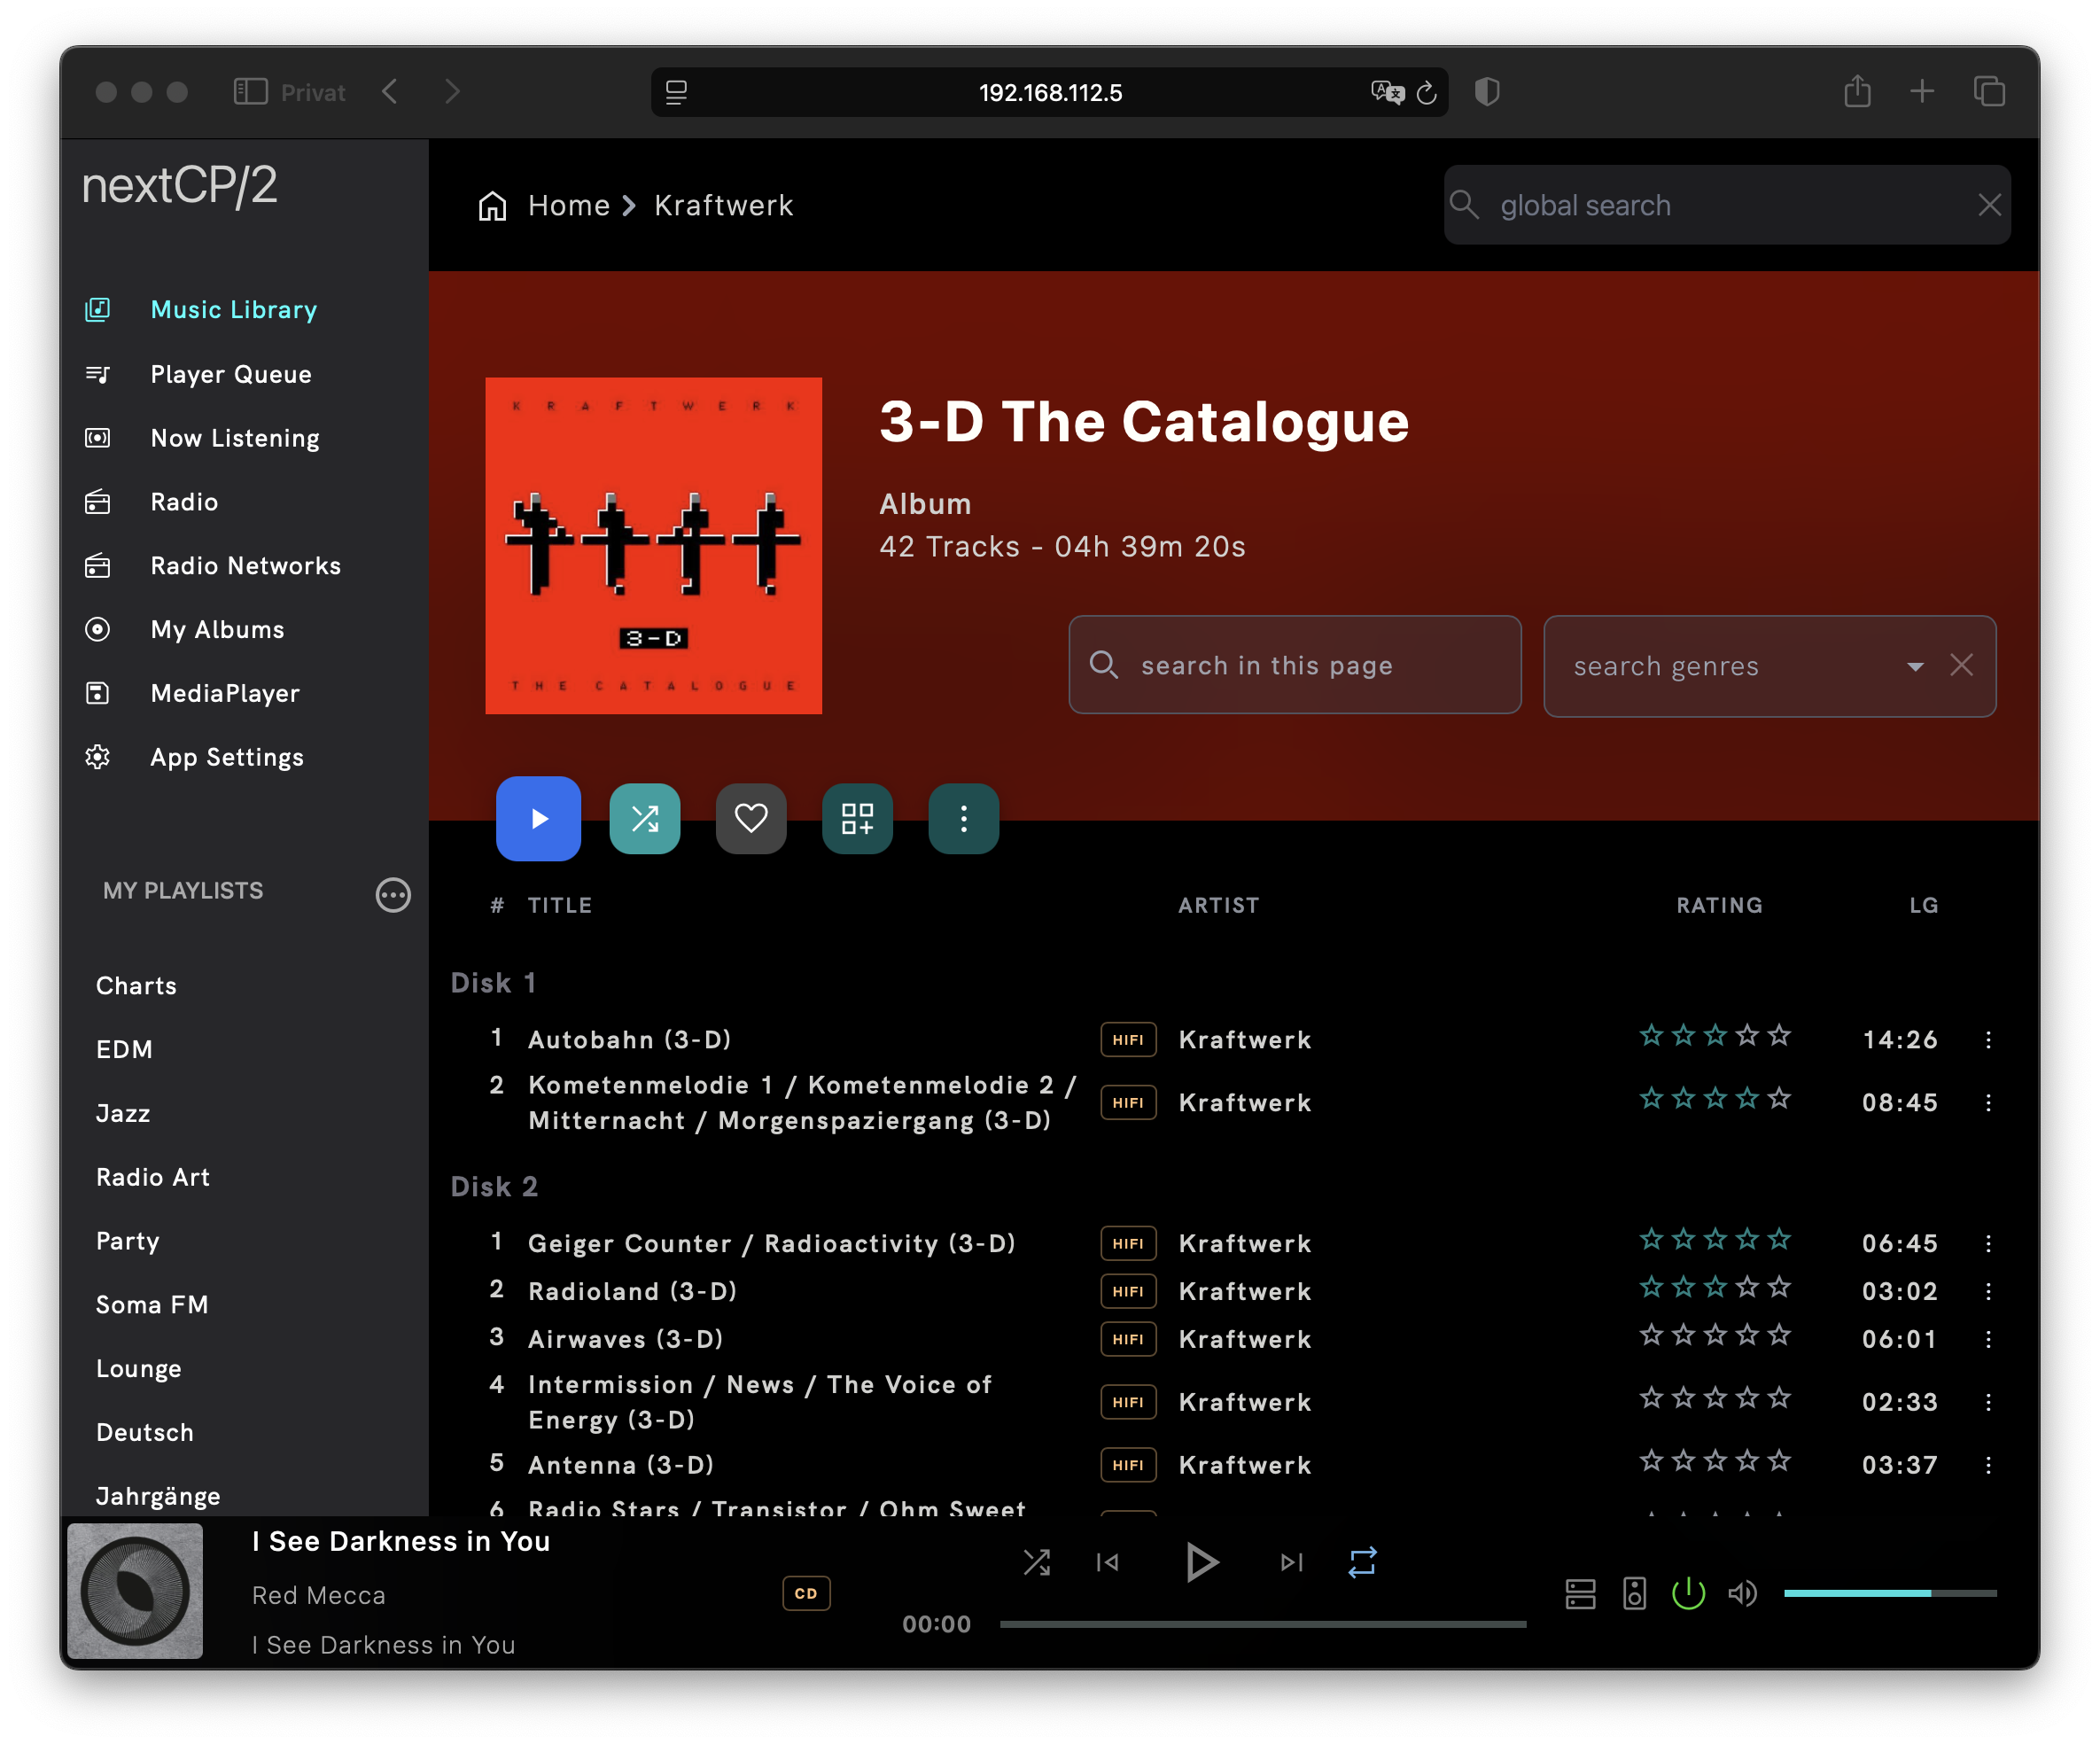 Privat
192.168.112.5
nextCP/2
Music Library
Player Queue
Now Listening
Radio
Radio Networks
My Albums
MediaPlayer
App Settings
MY PLAYLISTS
Charts
EDM
Jazz
Radio Art
Party
Soma FM
Lounge
Deutsch
Jahrgänge
Home > Kraftwerk
global search
KRAFTWERK
3-D
THE CATALOGUE
3-D The Catalogue
Album
42 Tracks - 04h 39m 20s
search in this page
search genres
# TITLE ARTIST RATING LG
Disk 1
1 Autobahn (3-D) HIFI Kraftwerk 14:26
2 Kometenmelodie 1 / Kometenmelodie 2 /
Mitternacht / Morgenspaziergang (3-D) HIFI Kraftwerk 08:45
Disk 2
1 Geiger Counter / Radioactivity (3-D) HIFI Kraftwerk 06:45
2 Radioland (3-D) HIFI Kraftwerk 03:02
3 Airwaves (3-D) HIFI Kraftwerk 06:01
4 Intermission / News / The Voice of
Energy (3-D) HIFI Kraftwerk 02:33
5 Antenna (3-D) HIFI Kraftwerk 03:37
6 Radio Stars / Transistor / Ohm Sweet
I See Darkness in You
Red Mecca
I See Darkness in You
CD
00:00